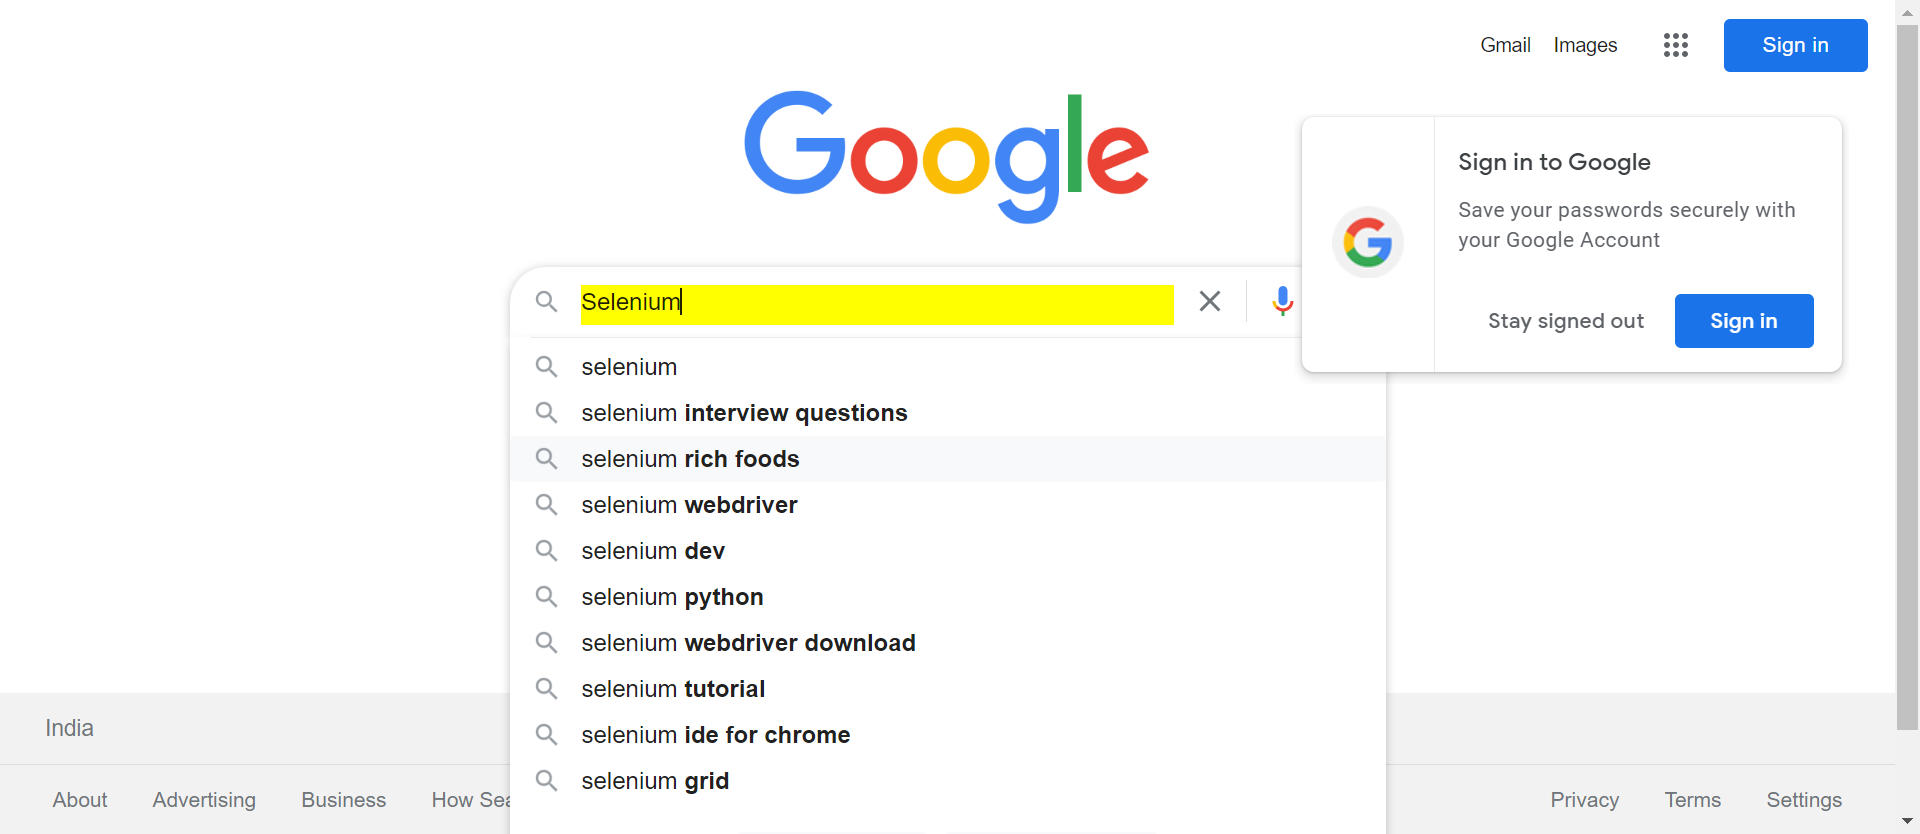 Gmail Images Sign in
Google
Sign in to Google
Save your passwords securely with
your Google Account
Stay signed out Sign in
Selenium
selenium
selenium interview questions
selenium rich foods
selenium webdriver
selenium dev
selenium python
selenium webdriver download
selenium tutorial
selenium ide for chrome
selenium grid
India
About Advertising Business How Sea
Privacy Terms Settings